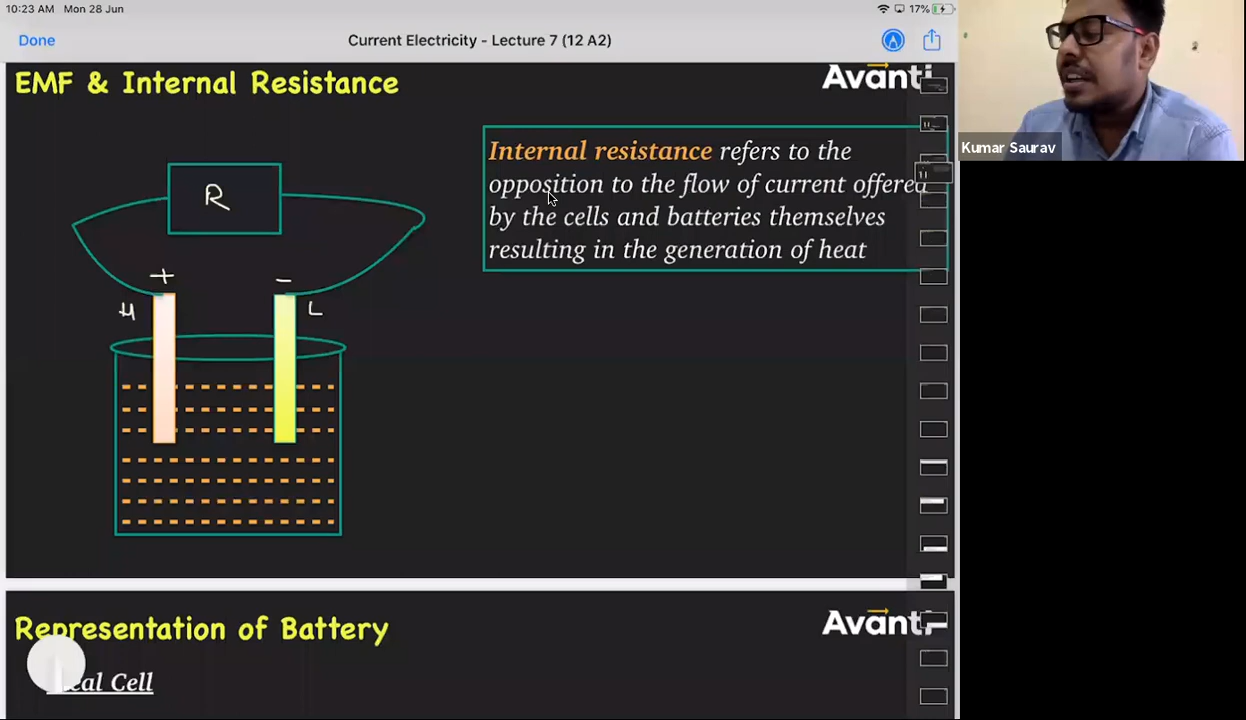 10:23 AM Mon 28 Jun
17%
Done
Current Electricity - Lecture 7 (12 A2)
EMF & Internal Resistance
Avanti
Internal resistance refers to the
opposition to the flow of current offered
by the cells and batteries themselves
resulting in the generation of heat
R
+ -
H L
Kumar Saurav
Representation of Battery
Avanti
Cell